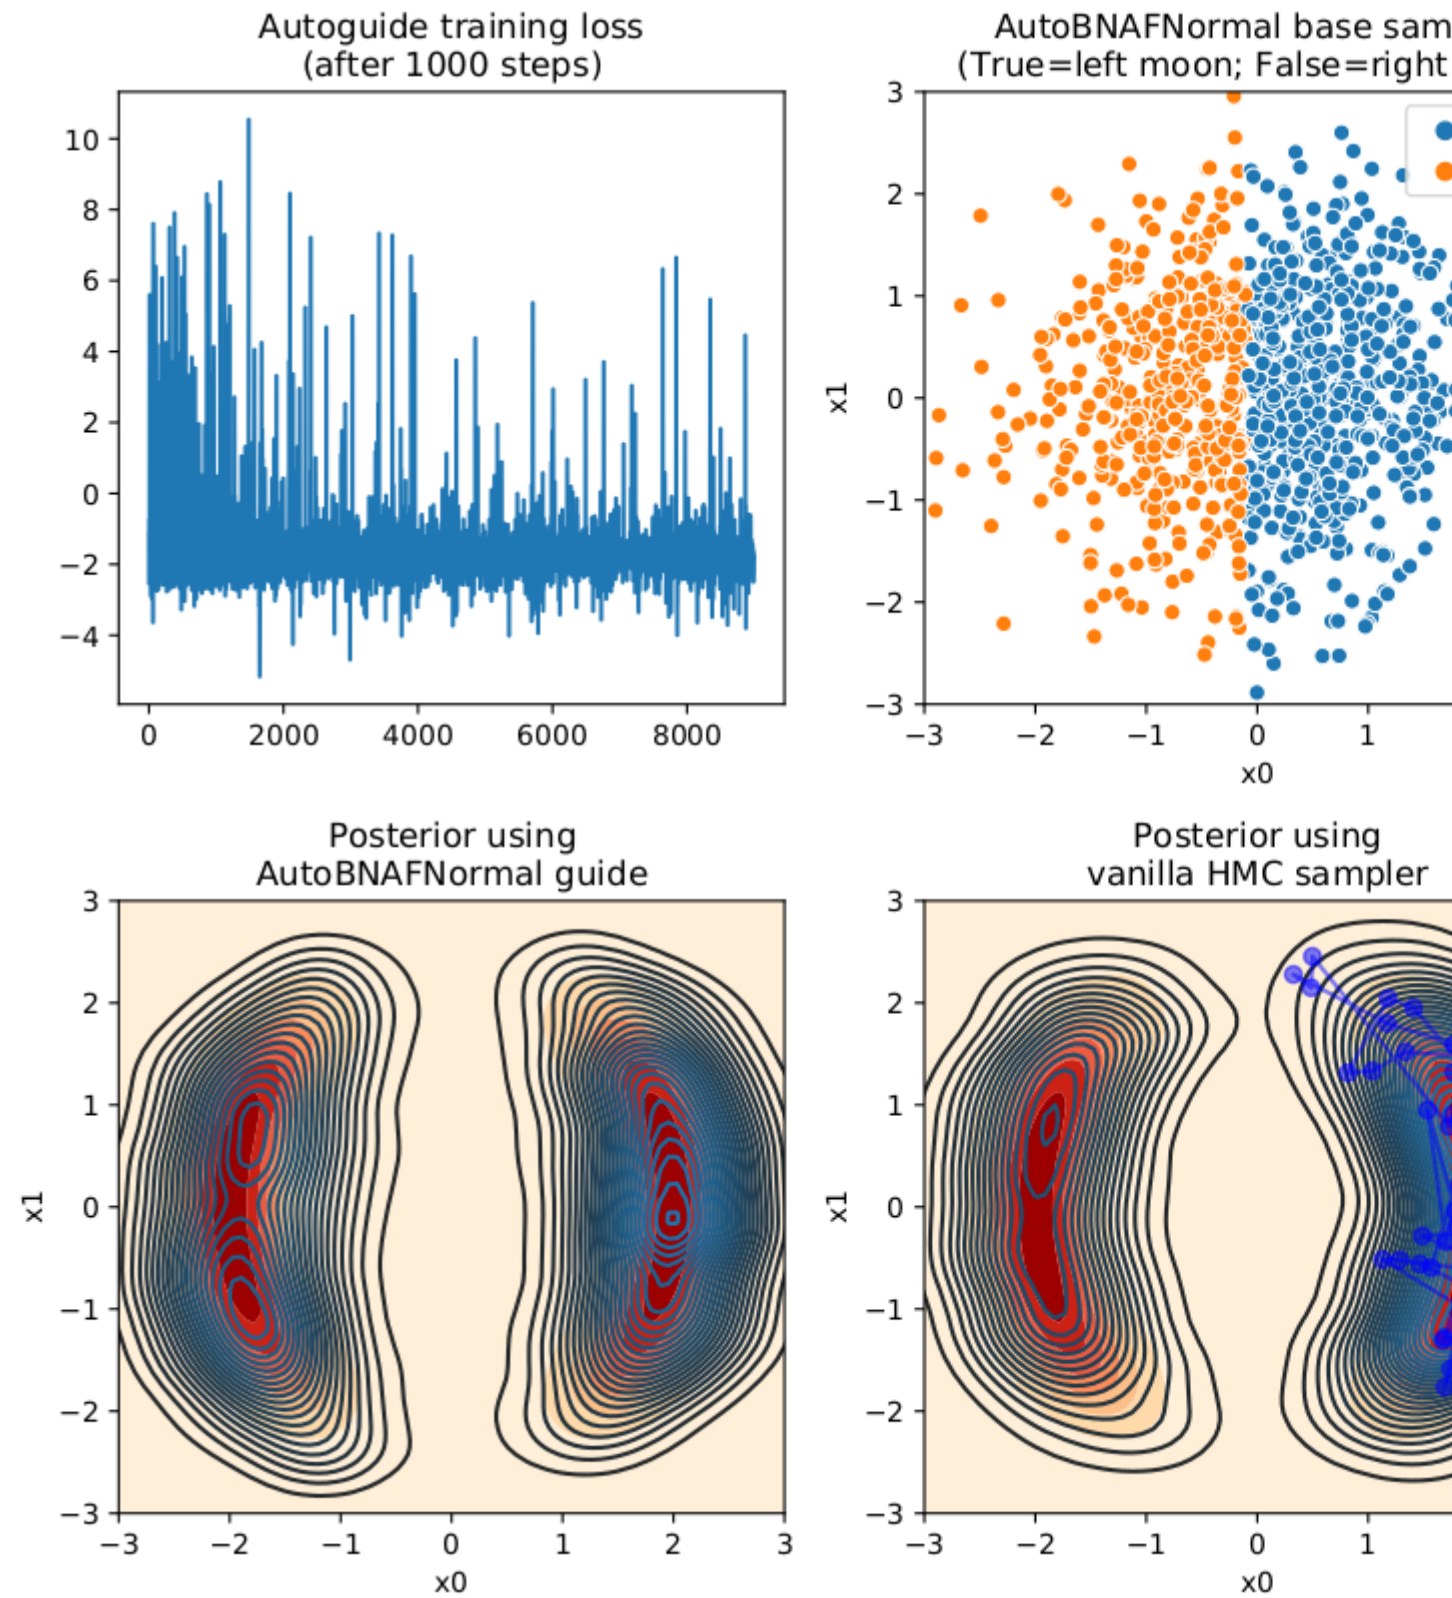 Autoguide training loss
(after 1000 steps)
10
8
6
4
2
0
−2
−4
0 2000 4000 6000 8000
AutoBNAFNormal base sam
(True=left moon; False=right
3
2
1
0
−1
−2
−3
x1
−3 −2 −1 0 1
x0
Posterior using
AutoBNAFNormal guide
3
2
1
0
−1
−2
−3
x1
−3 −2 −1 0 1 2 3
x0
Posterior using
vanilla HMC sampler
3
2
1
0
−1
−2
−3
x1
−3 −2 −1 0 1
x0